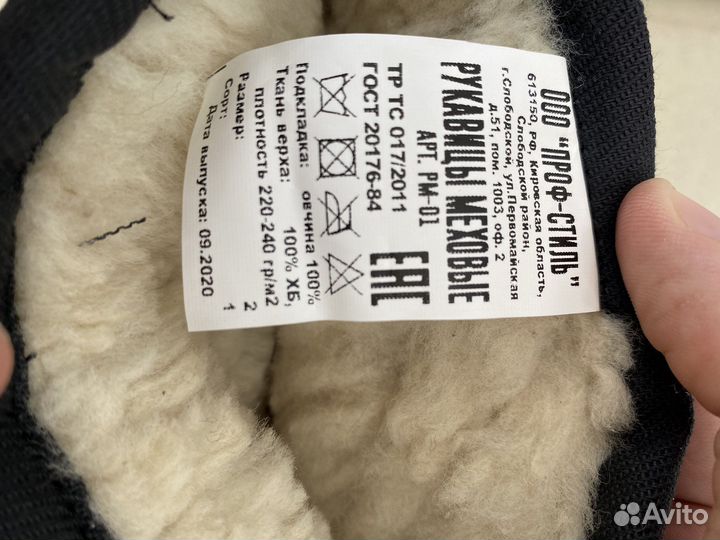 ООО "ПРОФ-СТИЛЬ"
613150, РФ, Кировская область,
Слободской район,
г.Слободской, ул.Первомайская
д.51, пом. 1003, оф. 2
РУКАВИЦЫ МЕХОВЫЕ
АРТ. РМ-01
ТР ТС 017/2011
ГОСТ 20176-84
ЕАС
Подкладка: овчина 100%
Ткань верха: 100% ХБ,
плотность 220-240 гр/м2
размер: 2
Сорт: 1
Дата выпуска: 09.2020
Avito